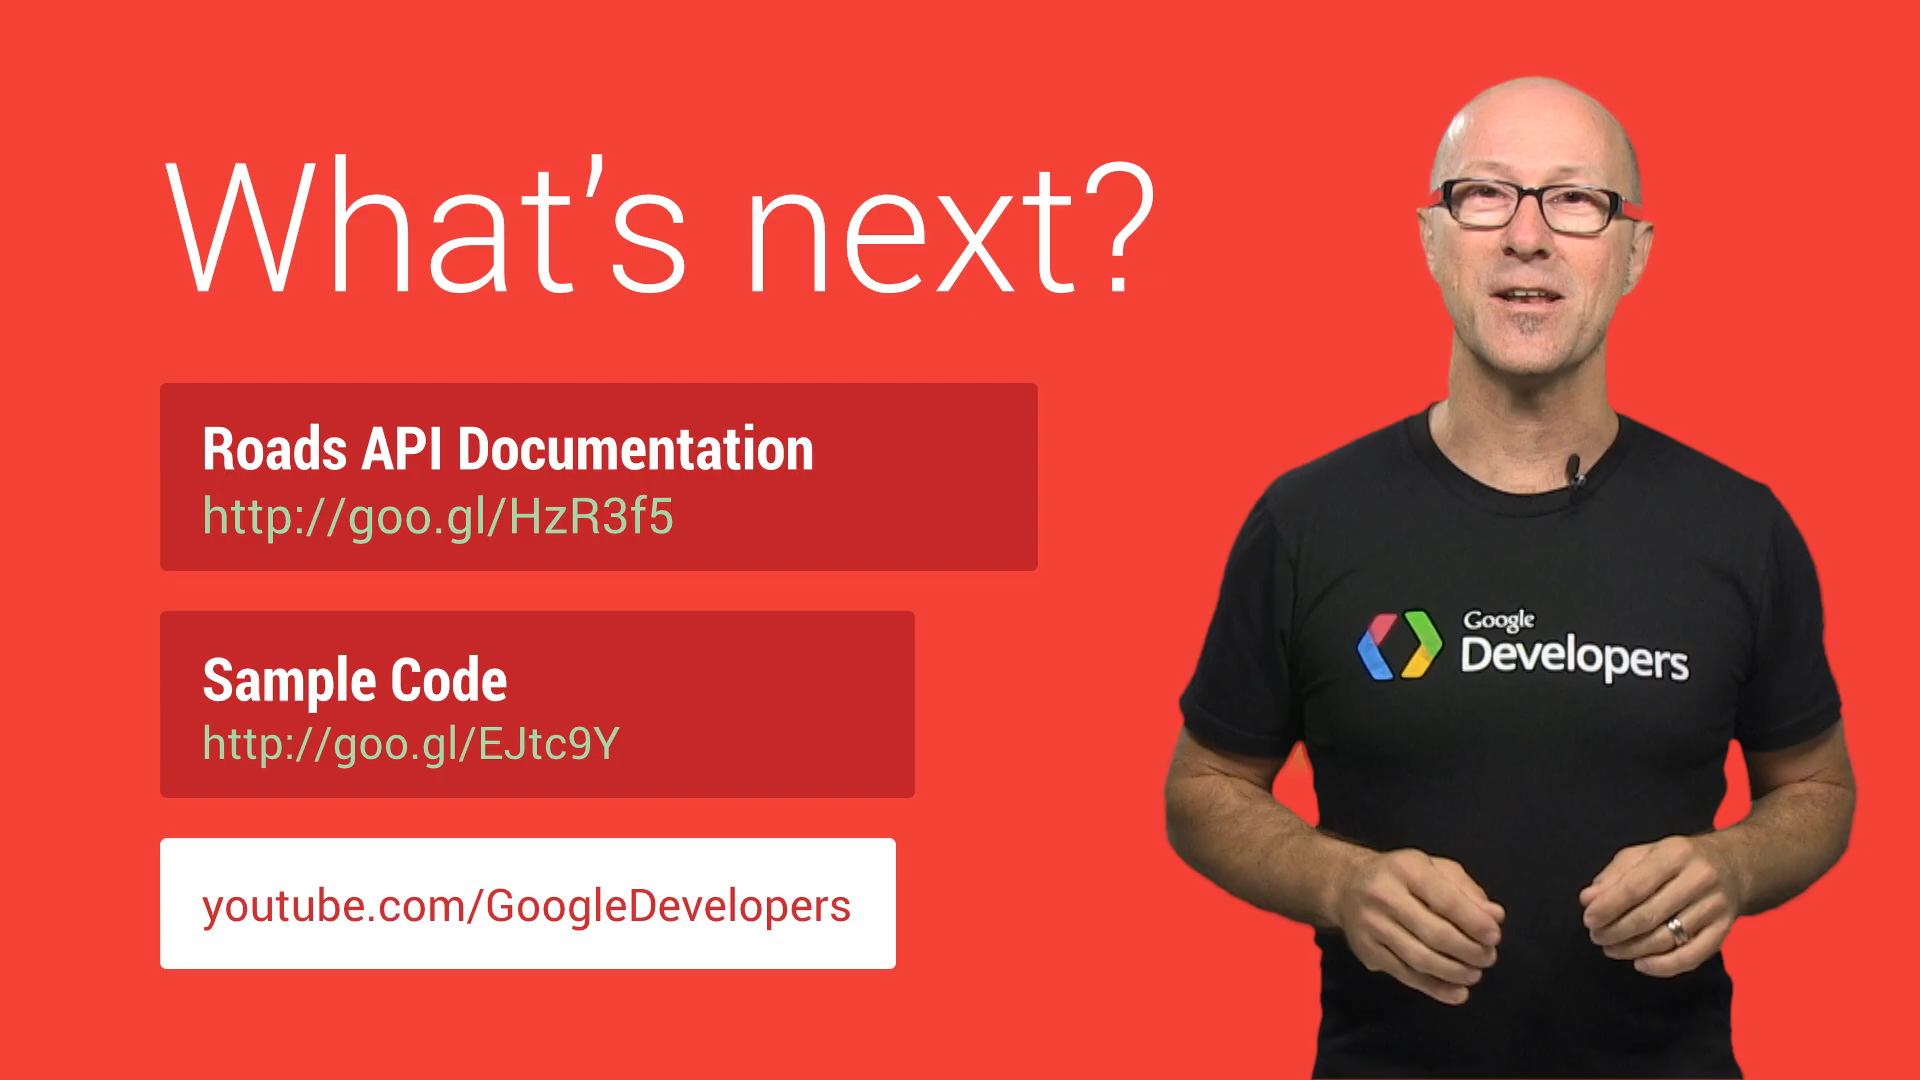 What's next?
Roads API Documentation
http://goo.gl/HzR3f5
Sample Code
http://goo.gl/EJtc9Y
youtube.com/GoogleDevelopers
Google
Developers